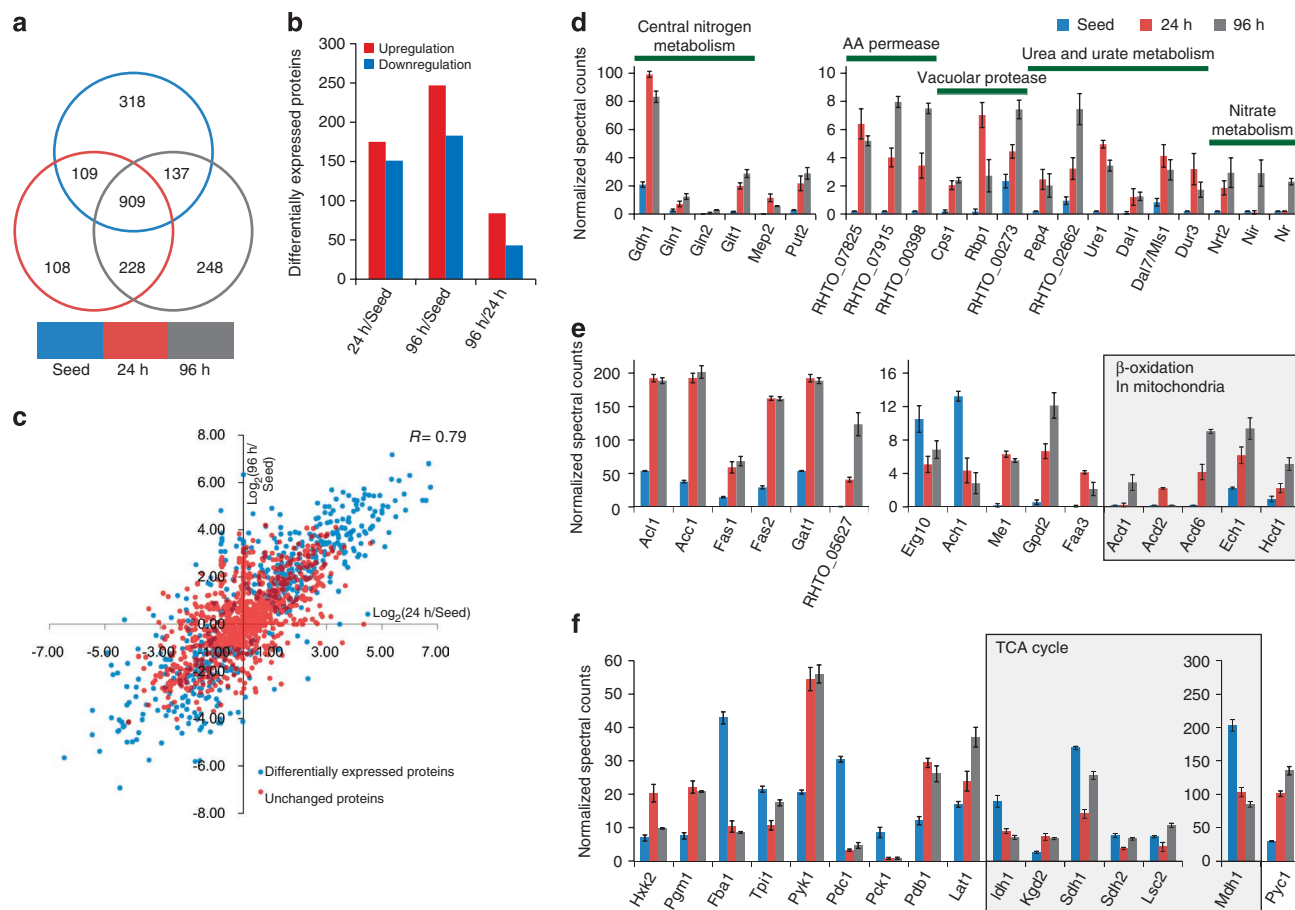 a
318
109
137
909
108
228
248
Seed 24 h 96 h
b
Differentially expressed proteins
300
250
200
150
100
50
0
Upregulation
Downregulation
24 h/Seed
96 h/Seed
96 h/24 h
c
R= 0.79
Log2(96 h/
Seed)
Log2(24 h/Seed)
8.00
6.00
4.00
2.00
0.00
-2.00
-4.00
-6.00
-8.00
-7.00 -5.00 -3.00 -1.00 1.00 3.00 5.00 7.00
Differentially expressed proteins
Unchanged proteins
d
Seed 24 h 96 h
Central nitrogen
metabolism
AA permease
Urea and urate metabolism
Vacuolar protease
Nitrate metabolism
Normalized spectral counts
100
80
60
40
20
0
Gdh1
Gln1
Gln2
Glt1
Mep2
Put2
10
8
6
4
2
0
RHTO_07825
RHTO_07915
RHTO_00398
Cps1
Rbp1
RHTO_00273
Pep4
RHTO_02662
Ure1
Dal1
Dal7/Mls1
Dur3
Nrt2
Nir
Nr
e
Normalized spectral counts
200
150
100
50
0
Acl1
Acc1
Fas1
Fas2
Gat1
RHTO_05627
16
12
8
4
0
β-oxidation
In mitochondria
Erg10
Ach1
Me1
Gpd2
Faa3
Acd1
Acd2
Acd6
Ech1
Hcd1
f
Normalized spectral counts
60
50
40
30
20
10
0
TCA cycle
300
250
200
150
100
50
0
Hxk2
Pgm1
Fba1
Tpi1
Pyk1
Pdc1
Pck1
Pdb1
Lat1
Idh1
Kgd2
Sdh1
Sdh2
Lsc2
Mdh1
Pyc1